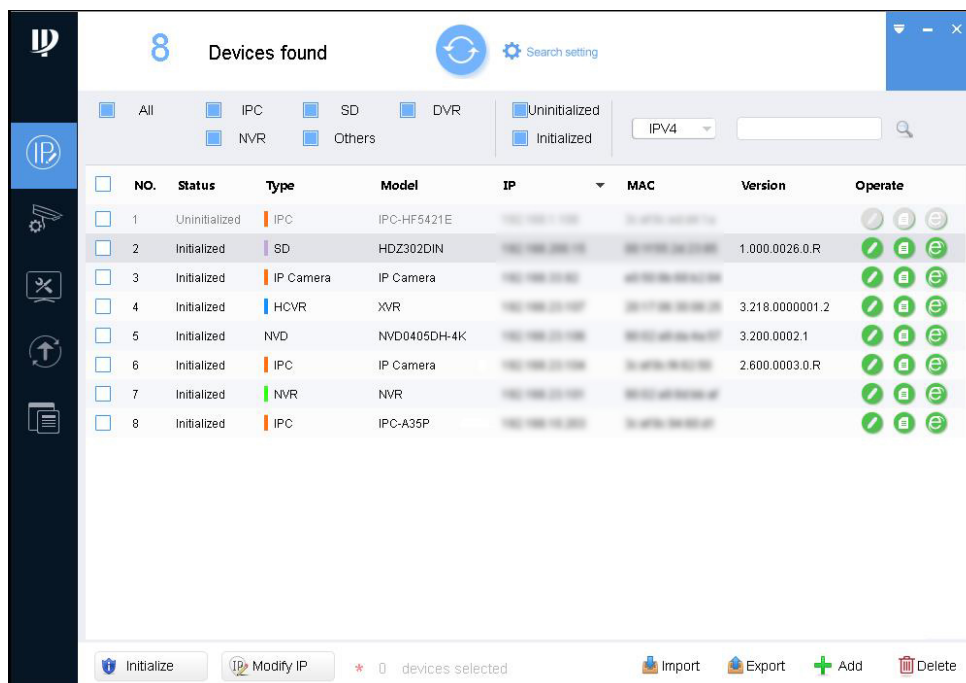 8 Devices found Search setting
All IPC SD DVR Uninitialized
NVR Others Initialized IPV4
NO. Status Type Model IP MAC Version Operate
1 Uninitialized IPC IPC-HF5421E
2 Initialized SD HDZ302DIN 1.000.0026.0.R
3 Initialized IP Camera IP Camera
4 Initialized HCVR XVR 3.218.0000001.2
5 Initialized NVD NVD0405DH-4K 3.200.0002.1
6 Initialized IPC IP Camera 2.600.0003.0.R
7 Initialized NVR NVR
8 Initialized IPC IPC-A35P
Initialize IP Modify IP * 0 devices selected Import Export Add Delete